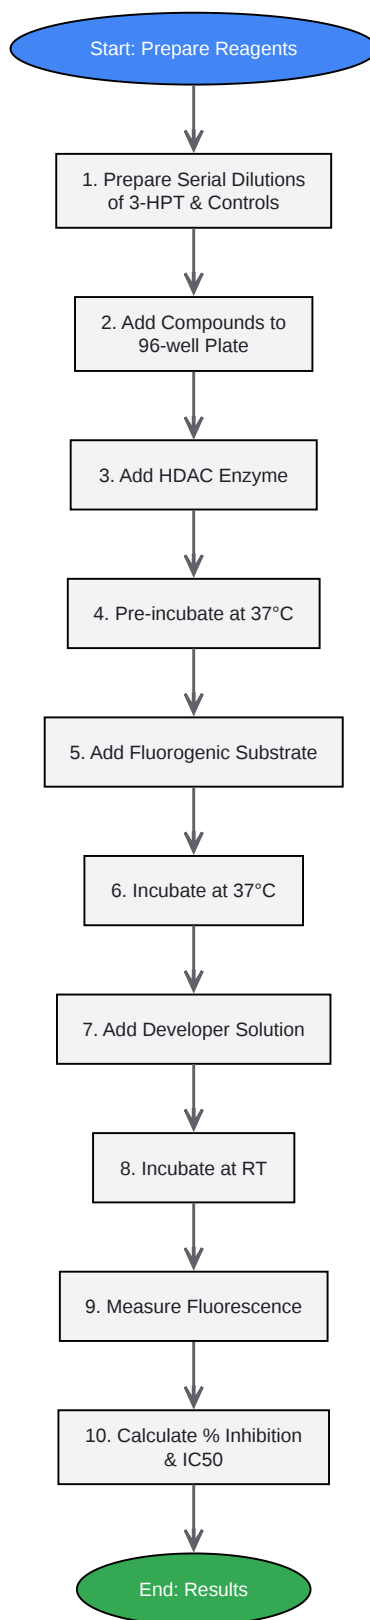 Start: Prepare Reagents
1. Prepare Serial Dilutions
of 3-HPT & Controls
2. Add Compounds to
96-well Plate
3. Add HDAC Enzyme
4. Pre-incubate at 37°C
5. Add Fluorogenic Substrate
6. Incubate at 37°C
7. Add Developer Solution
8. Incubate at RT
9. Measure Fluorescence
10. Calculate % Inhibition
& IC50
End: Results